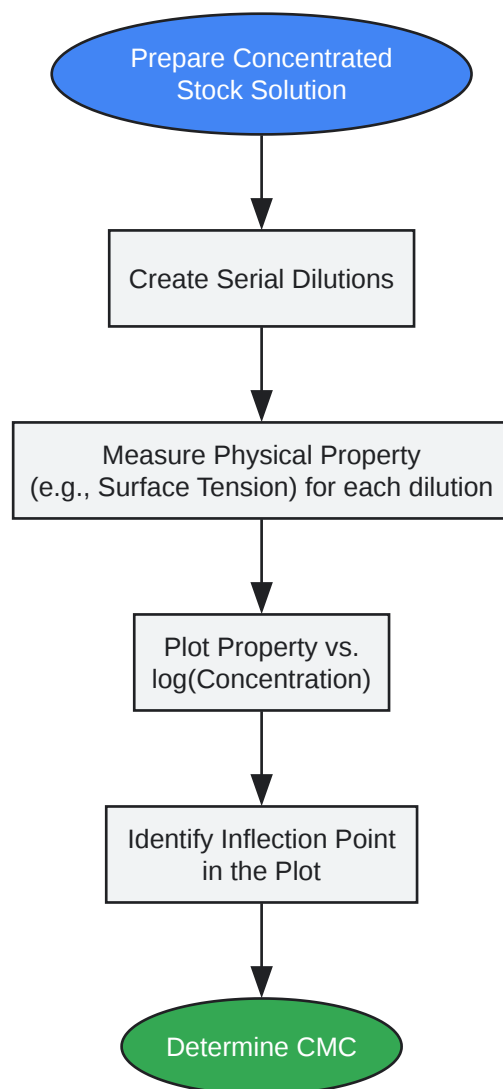 Prepare Concentrated
Stock Solution
Create Serial Dilutions
Measure Physical Property
(e.g., Surface Tension) for each dilution
Plot Property vs.
log(Concentration)
Identify Inflection Point
in the Plot
Determine CMC